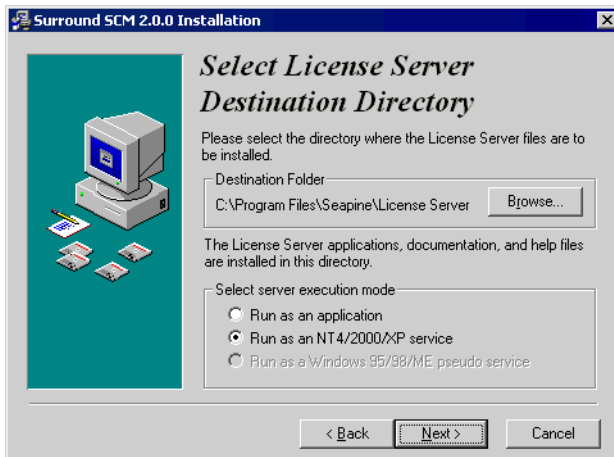 Surround SCM 2.0.0 Installation
Select License Server
Destination Directory
Please select the directory where the License Server files are to
be installed.
Destination Folder
C:\Program Files\Seapine\License Server
Browse...
The License Server applications, documentation, and help files
are installed in this directory.
Select server execution mode
Run as an application
Run as an NT4/2000/XP service
Run as a Windows 95/98/ME pseudo service
< Back
Next >
Cancel